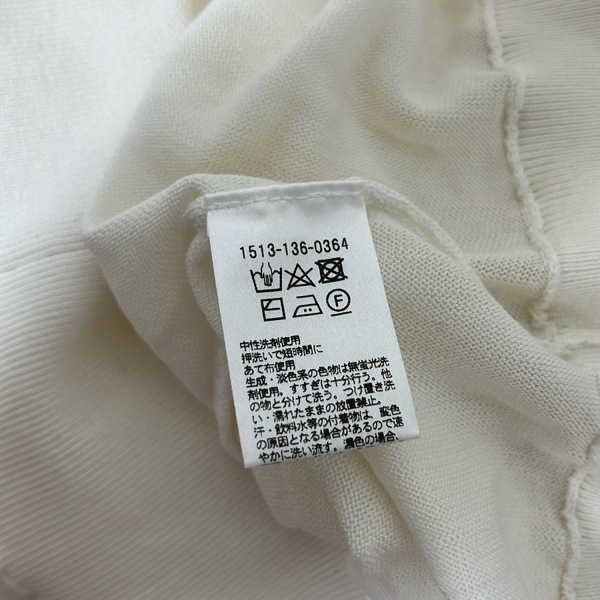 1513-136-0364
F
中性洗剤使用
押洗いで短時間に
あて布使用
生成・淡色系の色物は無蛍光洗
剤使用。すすぎは十分行う。他
の物と分けて洗う。つけ置き洗
い・濡れたままの放置禁止。
汗・飲料水等の付着物は、変色
の原因となる場合があるので速
やかに洗い流す。濃色の場合、